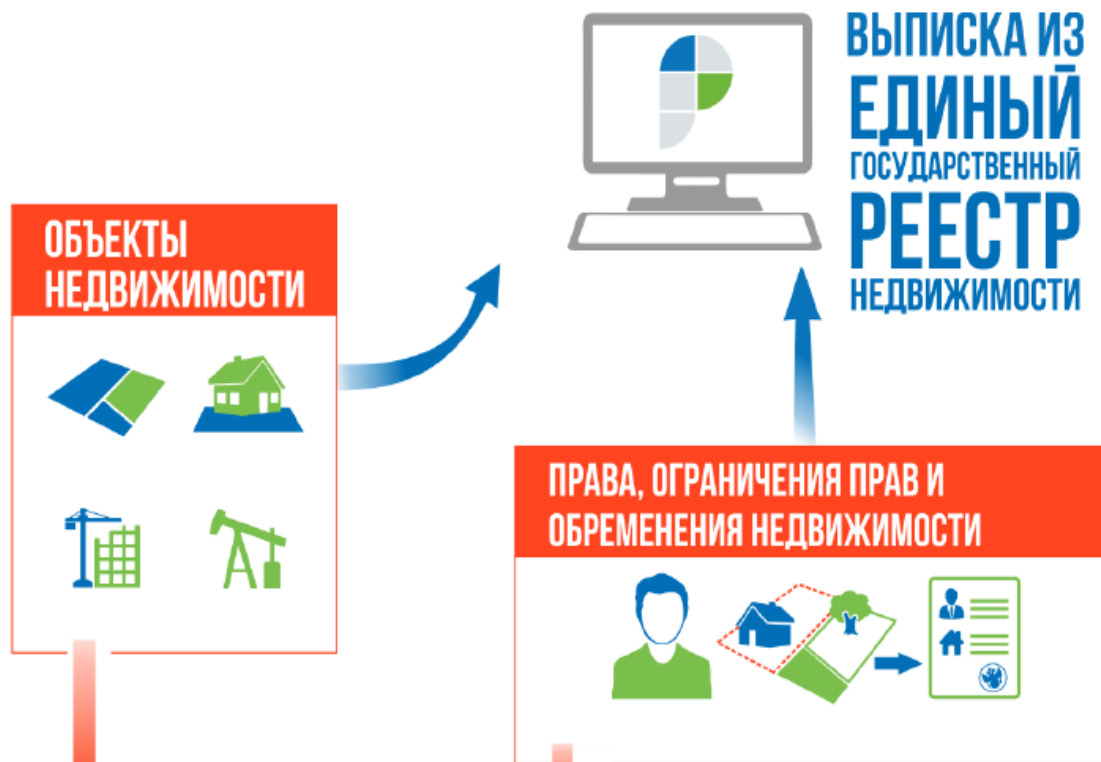 ВЫПИСКА ИЗ
ЕДИНЫЙ
ГОСУДАРСТВЕННЫЙ
РЕЕСТР
НЕДВИЖИМОСТИ
ОБЪЕКТЫ
НЕДВИЖИМОСТИ
ПРАВА, ОГРАНИЧЕНИЯ ПРАВ И
ОБРЕМЕНЕНИЯ НЕДВИЖИМОСТИ